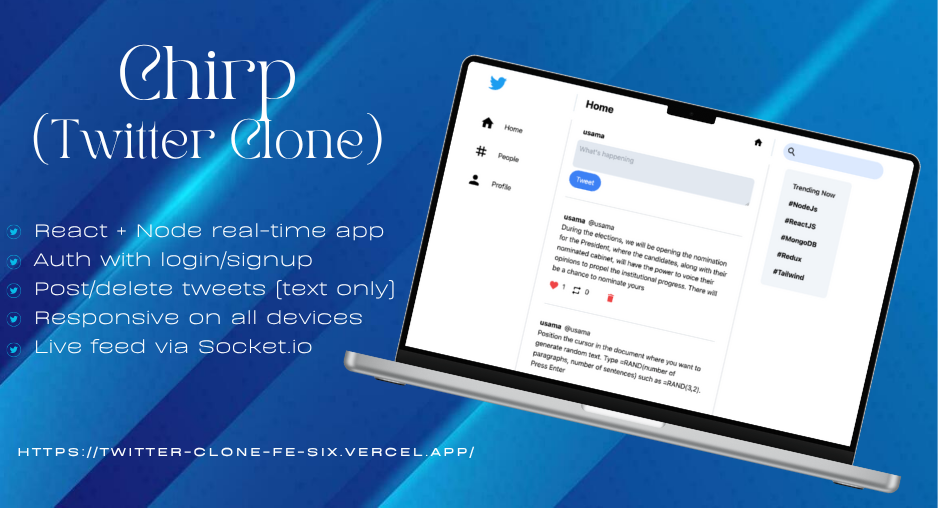 Chirp
(Twitter Clone)
React + Node real-time app
Auth with login/signup
Post/delete tweets (text only)
Responsive on all devices
Live feed via Socket.io
HTTPS://TWITTER-CLONE-FE-SIX.VERCEL.APP/
Home
People
Profile
Home
usama
What's happening
Tweet
usama @usama
During the elections, we will be opening the nomination
for the President, where the candidates, along with their
nominated cabinet, will have the power to voice their
opinions to propel the institutional progress. There will
be a chance to nominate yours
1 0
usama @usama
Position the cursor in the document where you want to
generate random text. Type =RAND(number of
paragraphs, number of sentences) such as =RAND(3,2).
Press Enter
Trending Now
#NodeJs
#ReactJS
#MongoDB
#Redux
#Tailwind